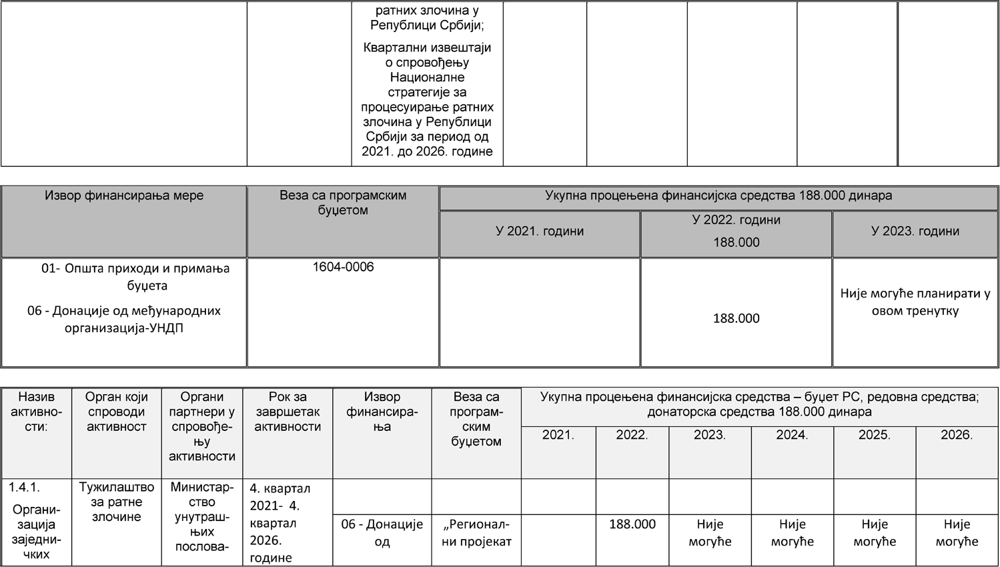 ратних злочина у
Републици Србији;
Квартални извештаји
о спровођењу
Националне
стратегије за
процесуирање ратних
злочина у Републици
Србији за период од
2021. до 2026. године
Извор финансирања мере
Веза са програмским
буџетом
Укупна процењена финансијска средства 188.000 динара
У 2021. години
У 2022. години
188.000
У 2023. години
01- Општа приходи и примања
буџета
06 - Донације од међународних
организација-УНДП
1604-0006
188.000
Није могуће планирати у
овом тренутку
Назив
активно-
сти:
Орган који
спроводи
активност
Органи
партнери у
спровође-
њу
активности
Рок за
завршетак
активности
Извор
финансира-
ња
Веза са
програм-
ским
буџетом
Укупна процењена финансијска средства – буџет РС, редовна средства;
донаторска средства 188.000 динара
2021.
2022.
2023.
2024.
2025.
2026.
1.4.1.
Органи-
зација
заједни-
чких
Тужилаштво
за ратне
злочине
Министар-
ство
унутраш-
њих
послова-
4. квартал
2021- 4.
квартал
2026.
године
06 - Донације
од
„Регионал-
ни пројекат
188.000
Није
могуће
Није
могуће
Није
могуће
Није
могуће